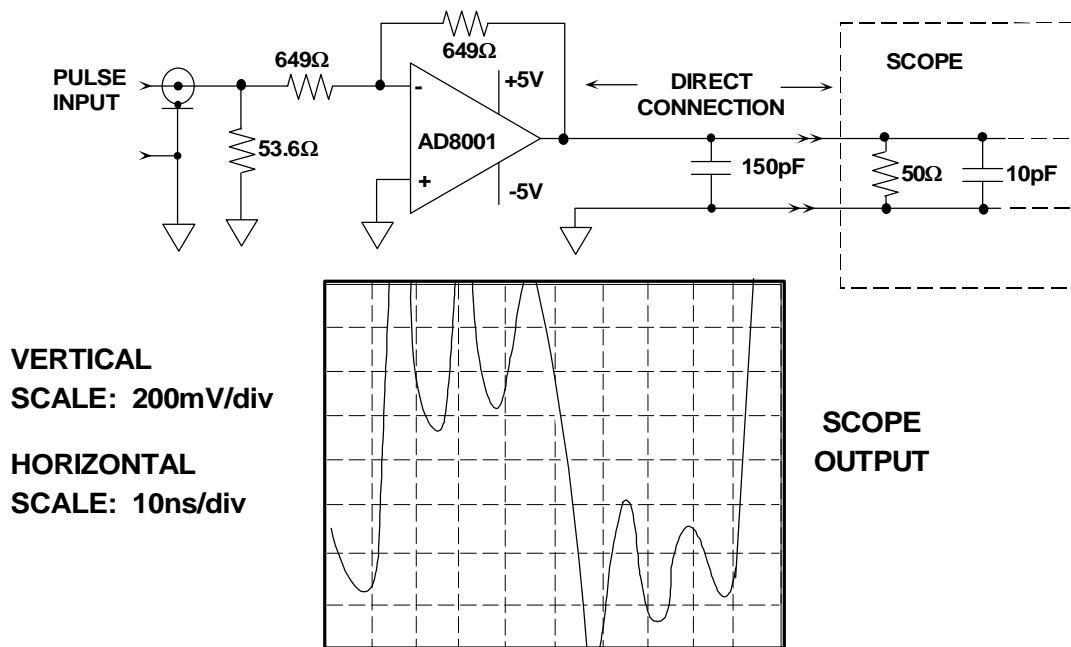 649Ω
649Ω
PULSE
INPUT
53.6Ω
-
+
AD8001
+5V
-5V
DIRECT
CONNECTION
150pF
SCOPE
50Ω
10pF
VERTICAL
SCALE: 200mV/div
HORIZONTAL
SCALE: 10ns/div
SCOPE
OUTPUT